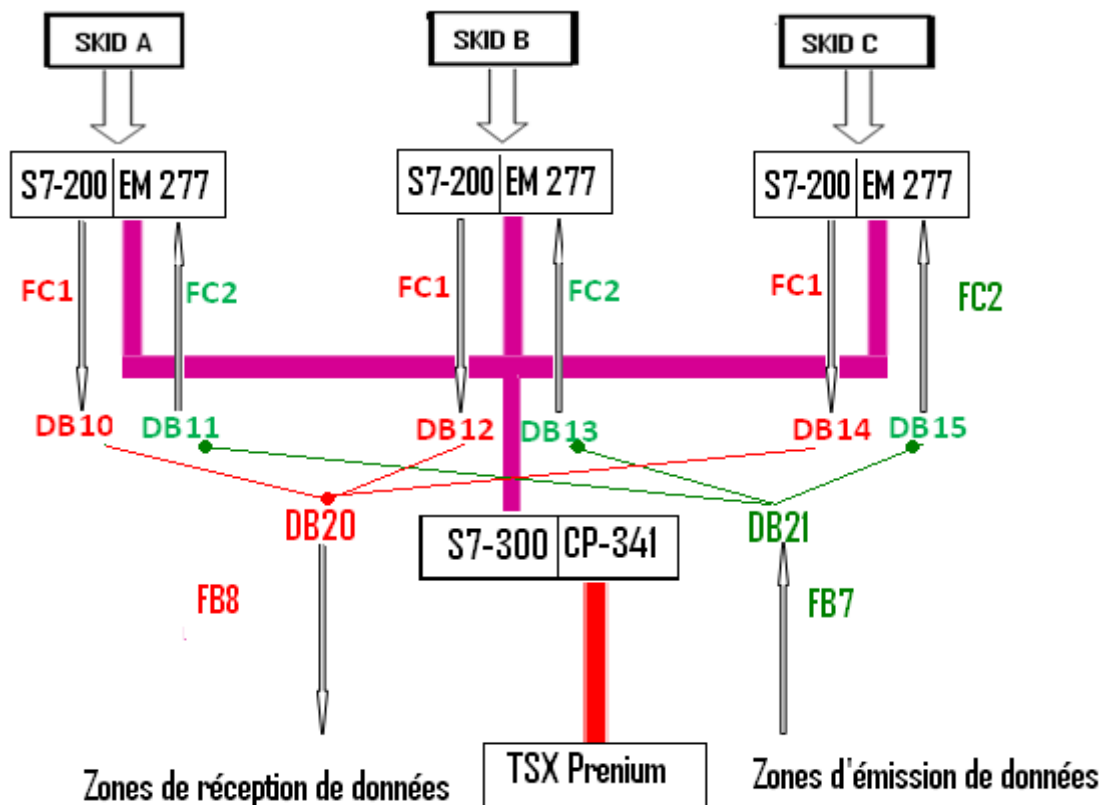 SKID A
SKID B
SKID C
S7-200 EM 277
S7-200 EM 277
S7-200 EM 277
FC1
FC2
FC1
FC2
FC1
FC2
DB10
DB11
DB12
DB13
DB14
DB15
DB20
S7-300 CP-341
DB21
FB8
FB7
Zones de réception de données
TSX Prenium
Zones d'émission de données